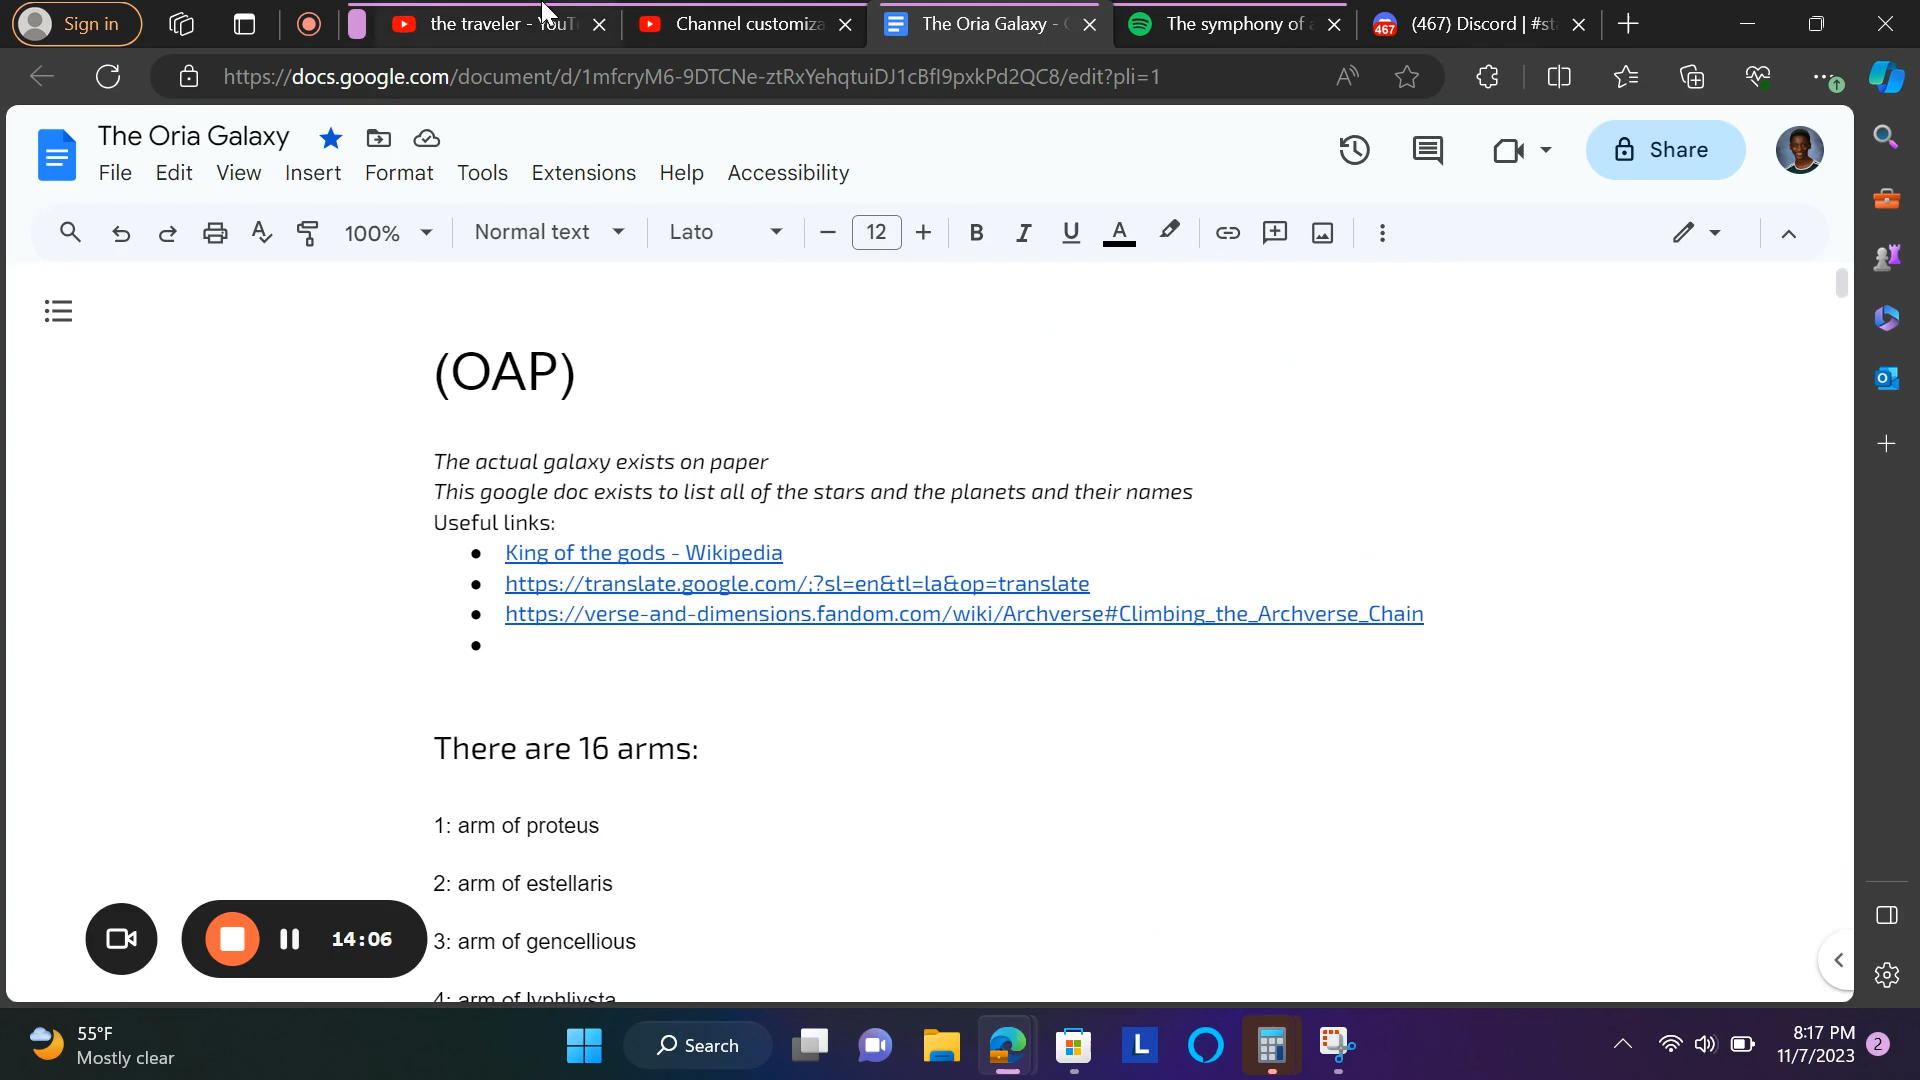 Sign in
the traveler - YouT
Channel customiza
The Oria Galaxy -
The symphony of a
(467) Discord | #st
467
https://docs.google.com/document/d/1mfcryM6-9DTCNe-ztRxYehqtuiDJ1cBfI9pxkPd2QC8/edit?pli=1
The Oria Galaxy
File Edit View Insert Format Tools Extensions Help Accessibility
Share
100% Normal text Lato 12 B I U A
(OAP)
The actual galaxy exists on paper
This google doc exists to list all of the stars and the planets and their names
Useful links:
King of the gods - Wikipedia
https://translate.google.com/;?sl=en&tl=la&op=translate
https://verse-and-dimensions.fandom.com/wiki/Archverse#Climbing_the_Archverse_Chain
There are 16 arms:
1: arm of proteus
2: arm of estellaris
3: arm of gencellious
4: arm of lyphlivsta
14:06
55°F
Mostly clear
Search
L
8:17 PM
11/7/2023
2